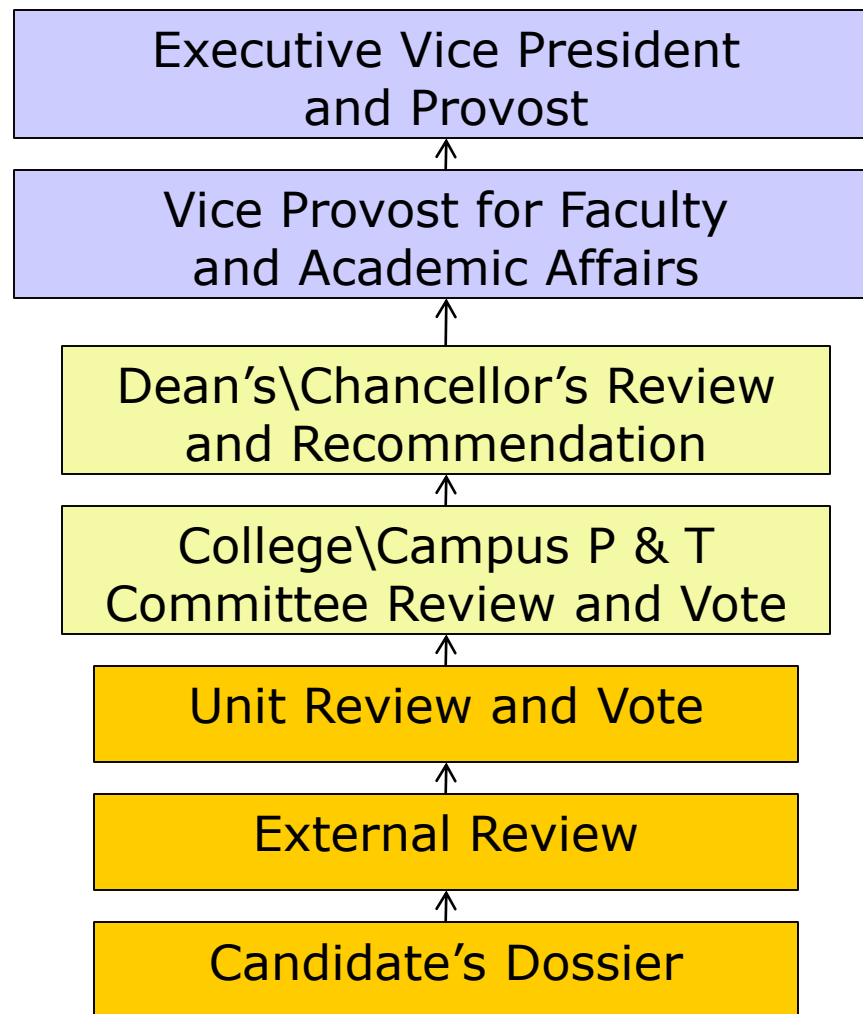 Executive Vice President
and Provost
Vice Provost for Faculty
and Academic Affairs
Dean’s\Chancellor’s Review
and Recommendation
College\Campus P & T
Committee Review and Vote
Unit Review and Vote
External Review
Candidate’s Dossier